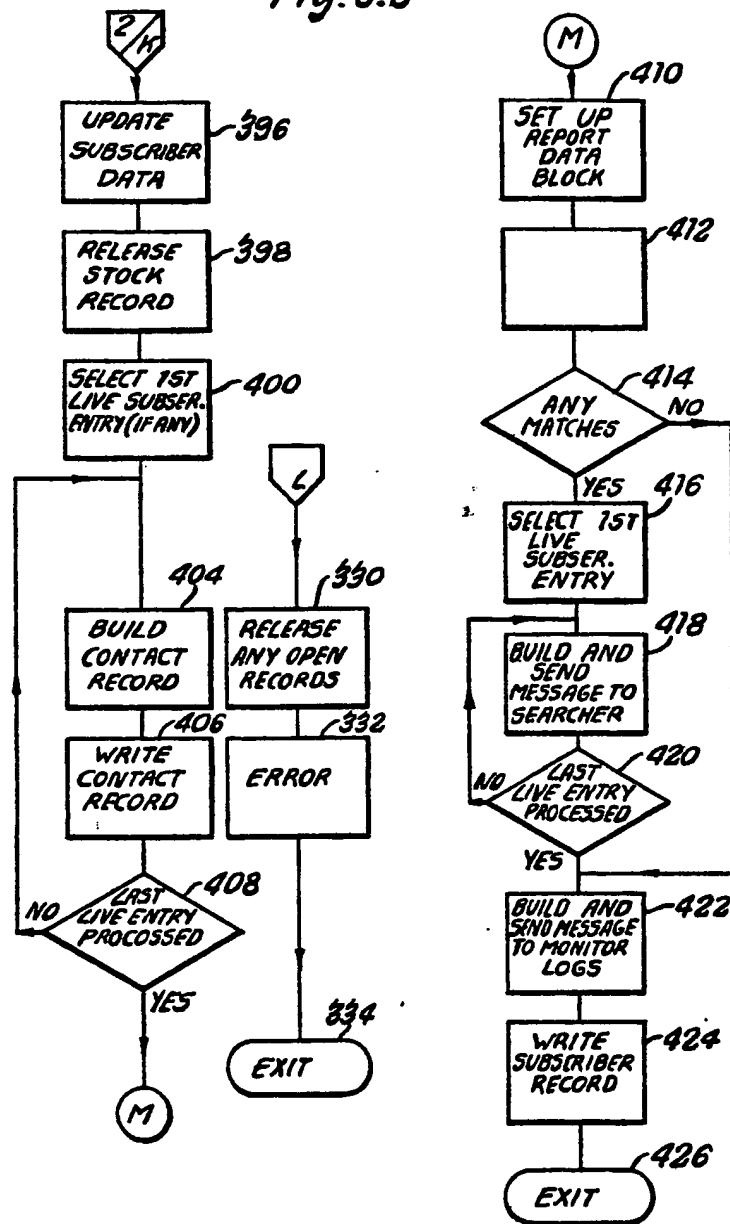 2/K
UPDATE
SUBSCRIBER
DATA
396
RELEASE
STOCK
RECORD
398
SELECT 1ST
LIVE SUBSER.
ENTRY (IF ANY)
400
404
BUILD
CONTACT
RECORD
406
WRITE
CONTACT
RECORD
LAST
LIVE ENTRY
PROCOSSED
408
NO
YES
M
L
330
RELEASE
ANY OPEN
RECORDS
332
ERROR
334
EXIT
M
410
SET UP
REPORT
DATA
BLOCK
412
414
ANY
MATCHES
NO
YES
416
SELECT 1ST
LIVE
SUBSER.
ENTRY
418
BUILD AND
SEND
MESSAGE TO
SEARCHER
420
LAST
LIVE ENTRY
PROCESSED
NO
YES
BUILD AND
SEND MESSAGE
TO MONITOR
LOGS
422
WRITE
SUBSCRIBER
RECORD
424
426
EXIT